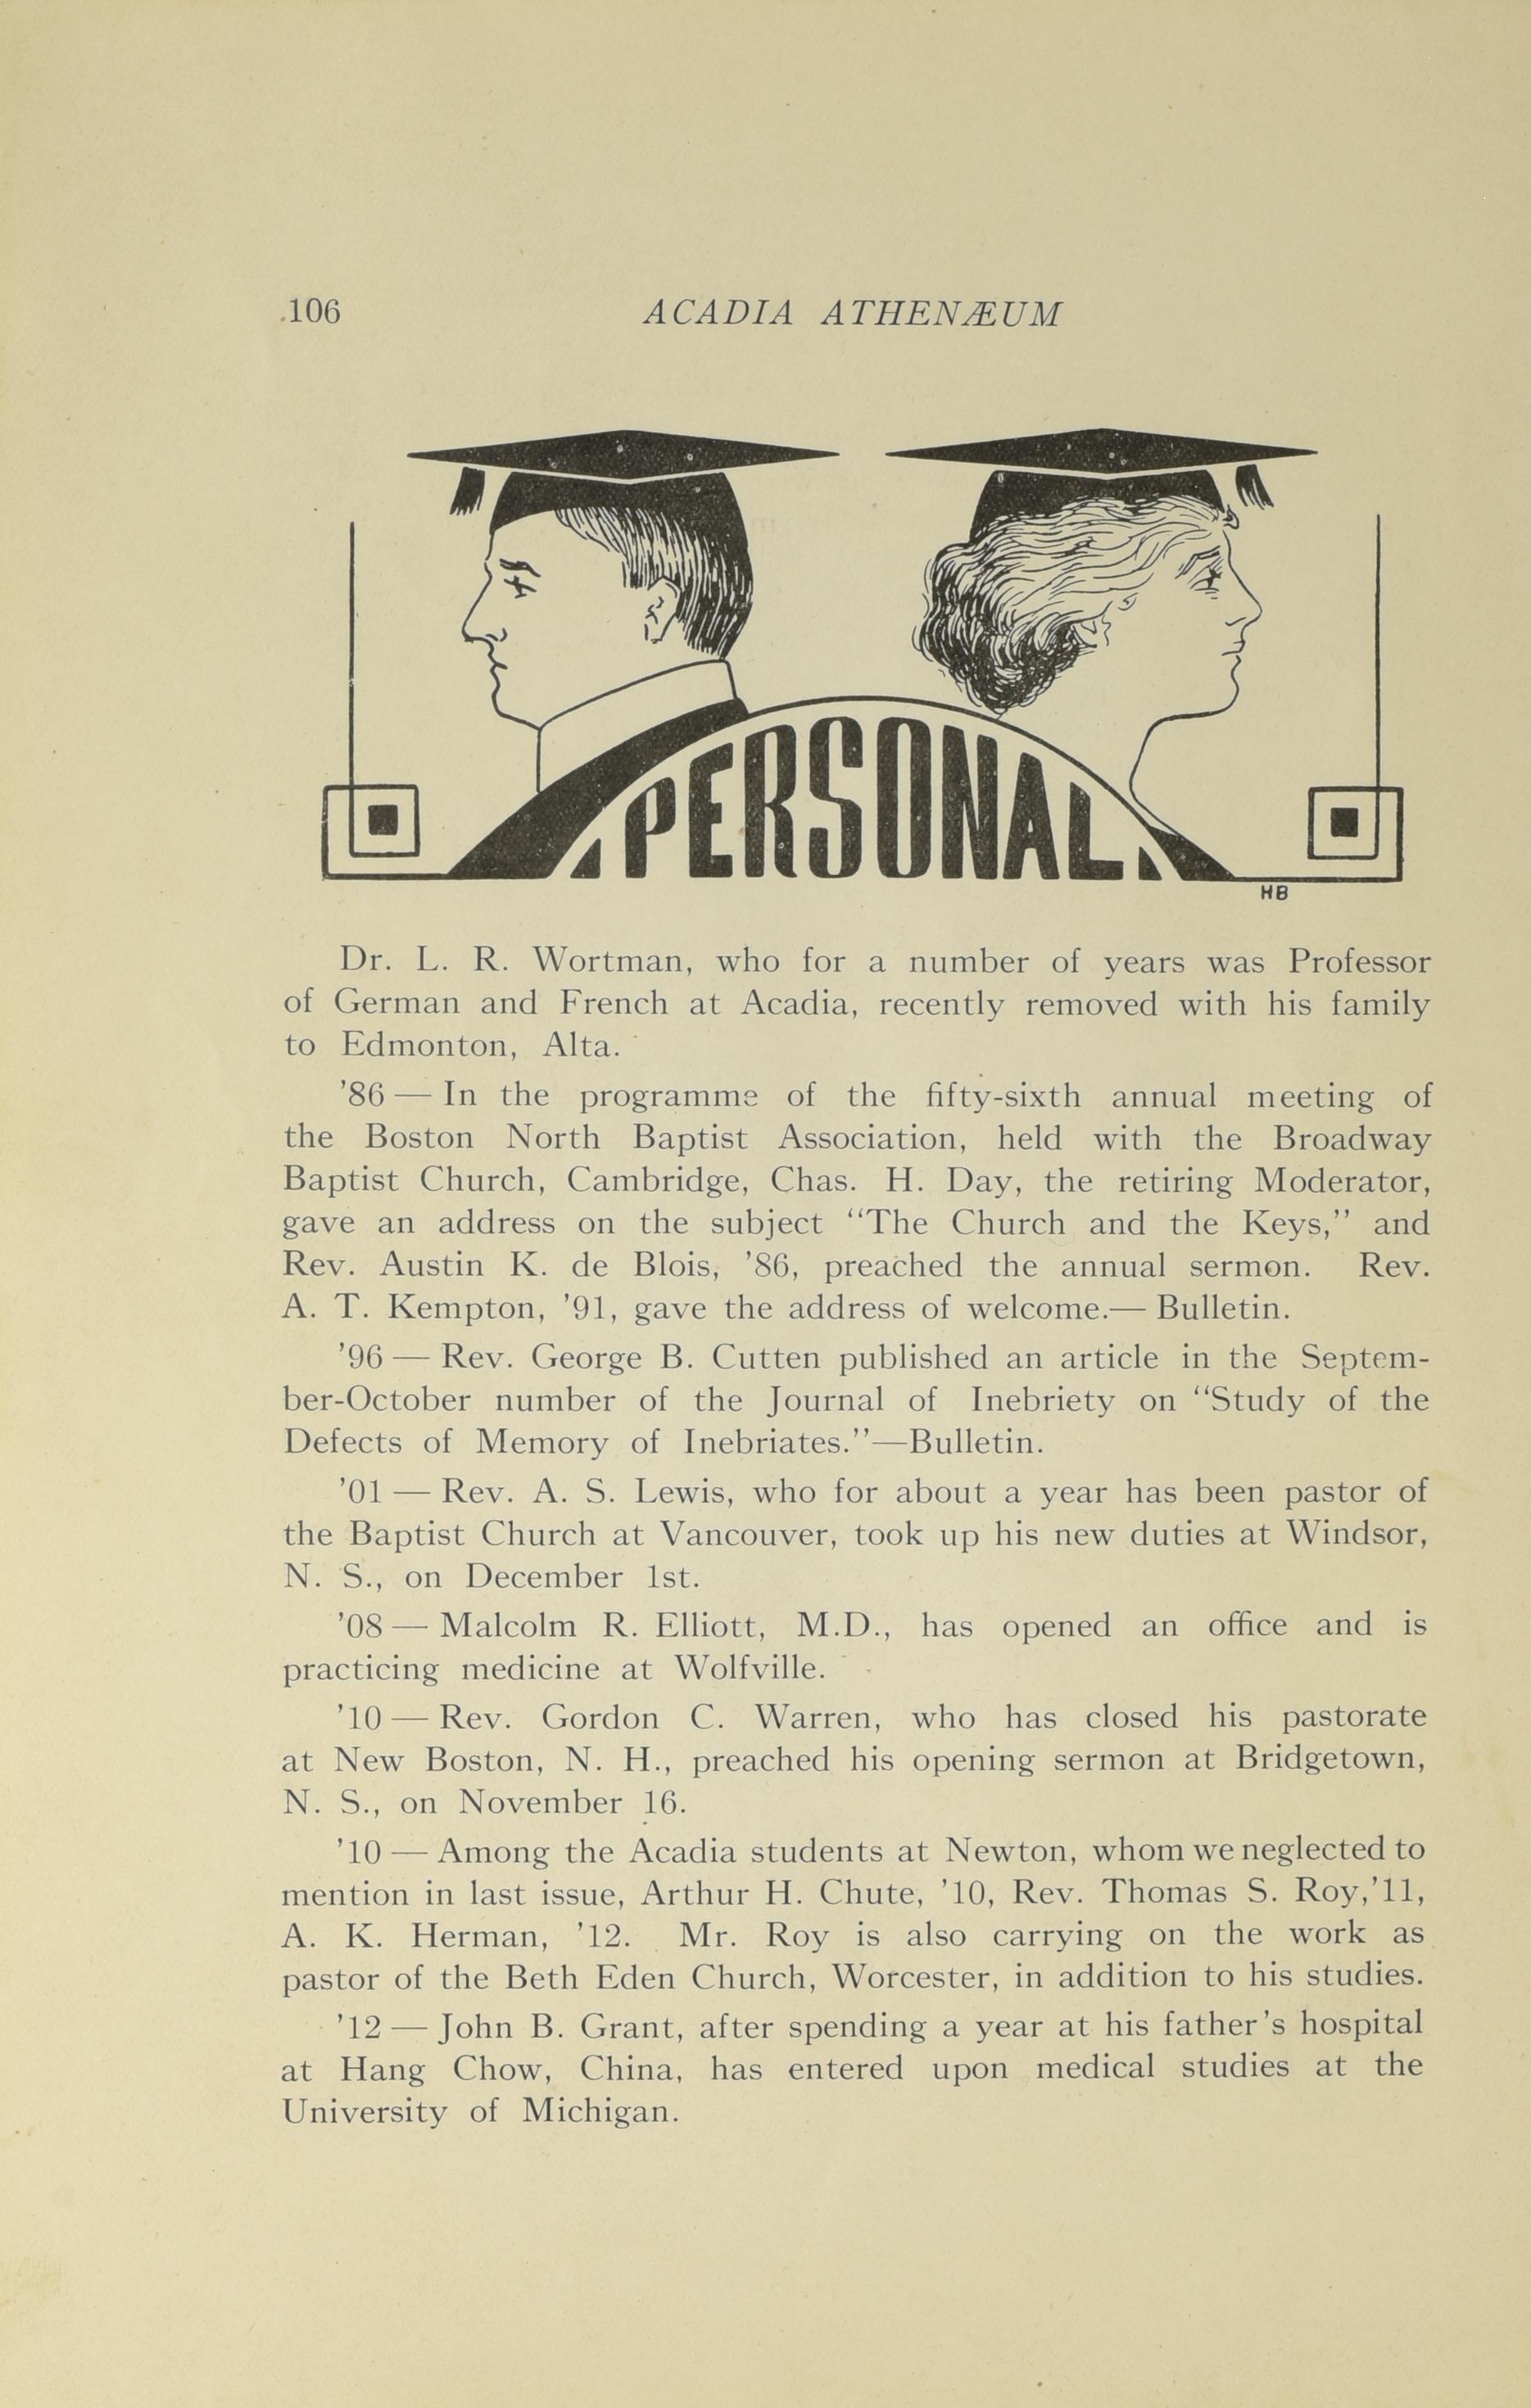 .106
ACADIA ATHENÆUM
PERSONAL
HB
Dr. L. R. Wortman, who for a number of years was Professor
of German and French at Acadia, recently removed with his family
to Edmonton, Alta.
’86 — In the programme of the fifty-sixth annual meeting of
the Boston North Baptist Association, held with the Broadway
Baptist Church, Cambridge, Chas. H. Day, the retiring Moderator,
gave an address on the subject “The Church and the Keys,” and
Rev. Austin K. de Blois, ’86, preached the annual sermon. Rev.
A. T. Kempton, ’91, gave the address of welcome.— Bulletin.
’96 — Rev. George B. Cutten published an article in the Septem-
ber-October number of the Journal of Inebriety on “Study of the
Defects of Memory of Inebriates.”—Bulletin.
’01 — Rev. A. S. Lewis, who for about a year has been pastor of
the Baptist Church at Vancouver, took up his new duties at Windsor,
N. S., on December 1st.
’08 — Malcolm R. Elliott, M.D., has opened an office and is
practicing medicine at Wolfville.
’10 — Rev. Gordon C. Warren, who has closed his pastorate
at New Boston, N. H., preached his opening sermon at Bridgetown,
N. S., on November 16.
’10 — Among the Acadia students at Newton, whom we neglected to
mention in last issue, Arthur H. Chute, ’10, Rev. Thomas S. Roy,’11,
A. K. Herman, ’12. Mr. Roy is also carrying on the work as
pastor of the Beth Eden Church, Worcester, in addition to his studies.
’12 — John B. Grant, after spending a year at his father’s hospital
at Hang Chow, China, has entered upon medical studies at the
University of Michigan.